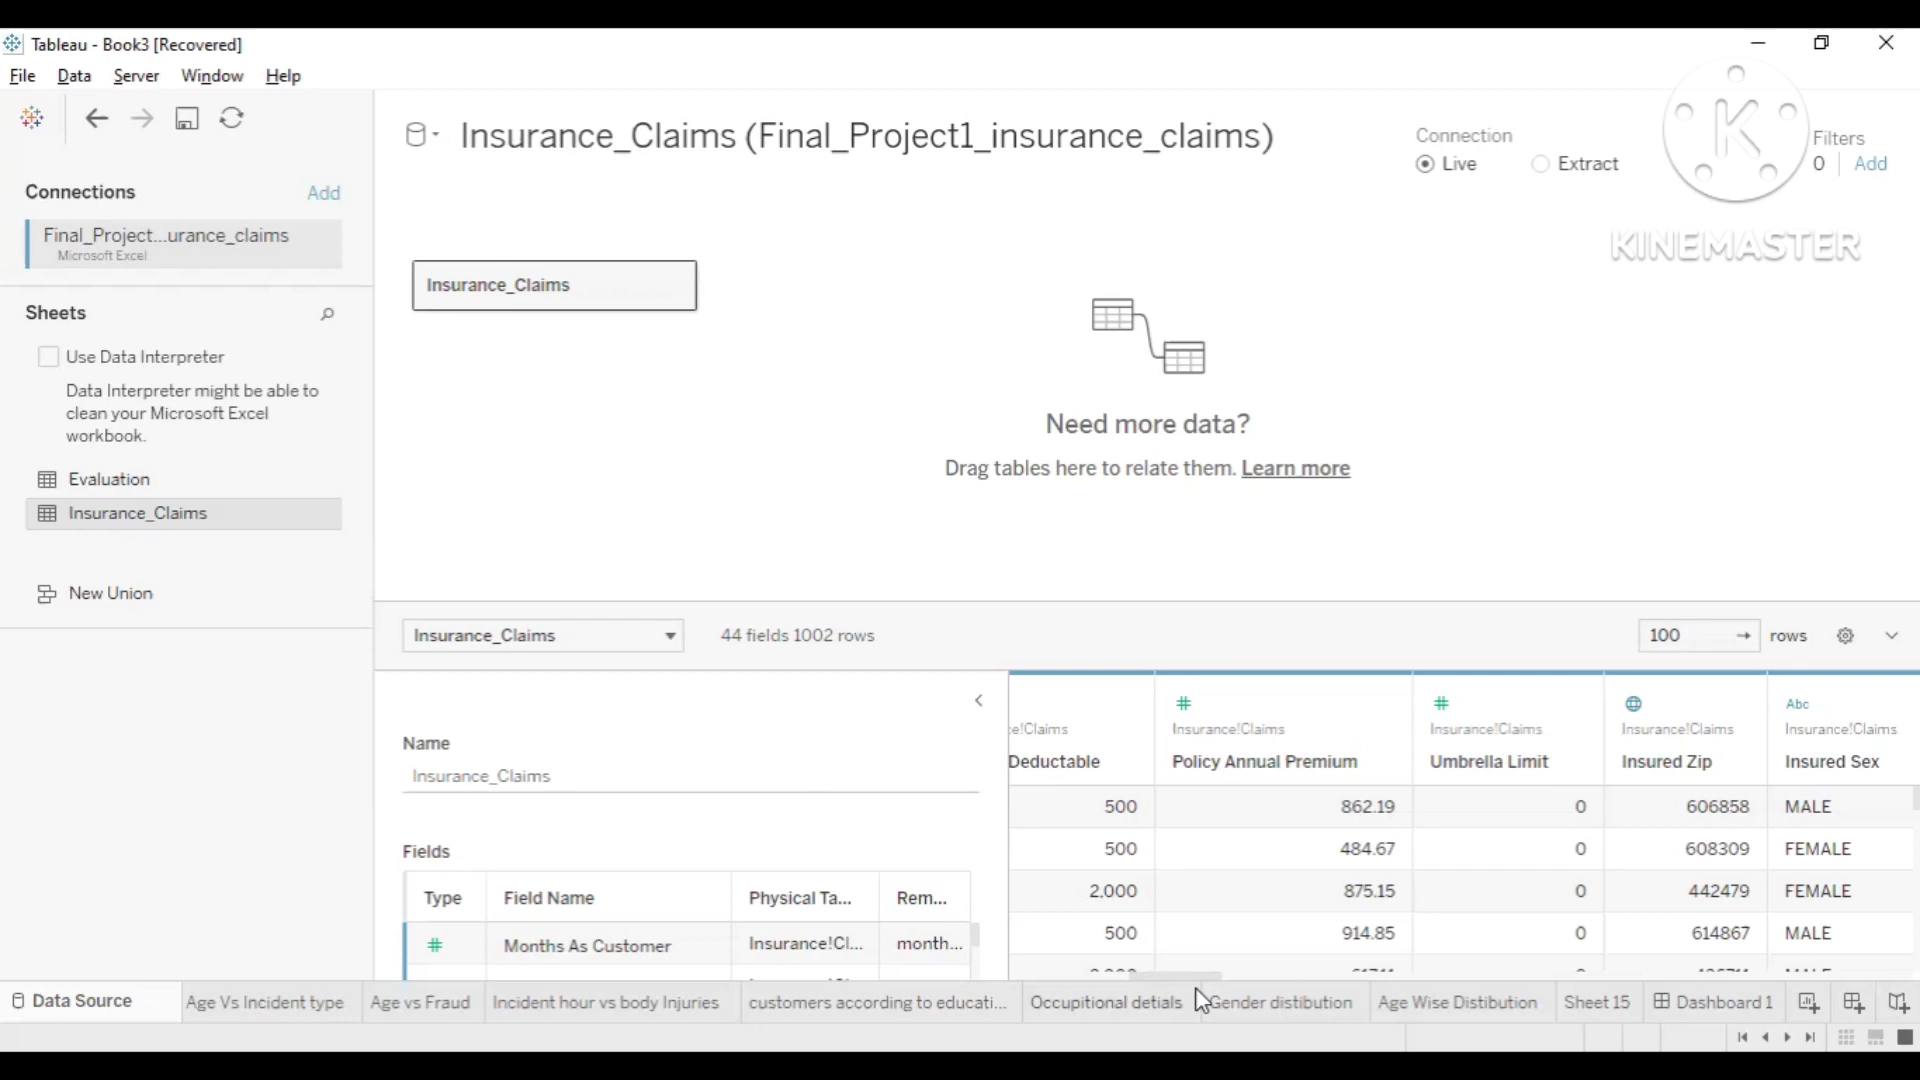 Tableau - Book3 [Recovered]
File Data Server Window Help
Connections Add
Final_Project...urance_claims
Microsoft Excel
Sheets
Use Data Interpreter
Data Interpreter might be able to
clean your Microsoft Excel
workbook.
Evaluation
Insurance_Claims
New Union
Insurance_Claims (Final_Project1_insurance_claims)
Connection
Live Extract
Filters
0 Add
K
KINEMASTER
Insurance_Claims
Need more data?
Drag tables here to relate them. Learn more
Insurance_Claims 44 fields 1002 rows 100 rows
Name
Insurance_Claims
Fields
Type Field Name Physical Ta... Rem...
# Months As Customer Insurance!Cl... month...
# # Abc
ce!Claims Insurance!Claims Insurance!Claims Insurance!Claims Insurance!Claims
Deductable Policy Annual Premium Umbrella Limit Insured Zip Insured Sex
500 862.19 0 606858 MALE
500 484.67 0 608309 FEMALE
2,000 875.15 0 442479 FEMALE
500 914.85 0 614867 MALE
Data Source Age Vs Incident type Age vs Fraud Incident hour vs body Injuries customers according to educati... Occupitional detials Gender distibution Age Wise Distibution Sheet 15 Dashboard 1